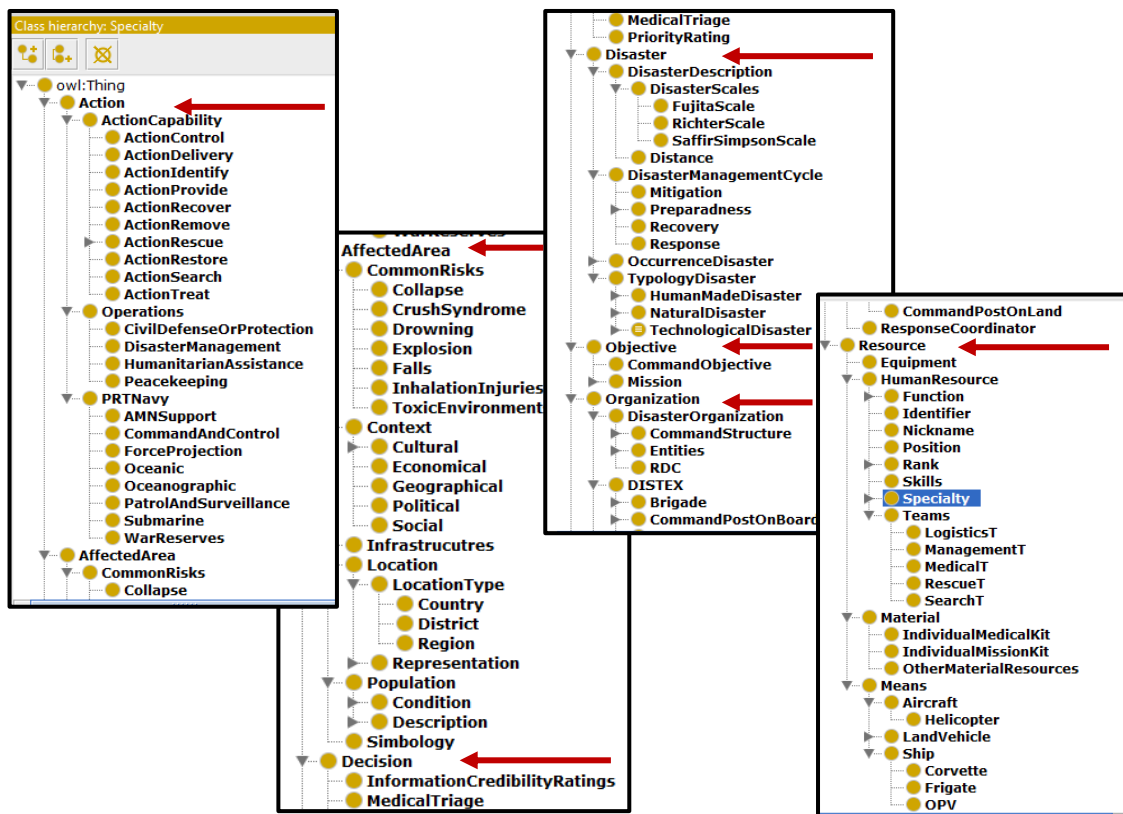 Class hierarchy: Specialty
owl:Thing
Action
ActionCapability
ActionControl
ActionDelivery
ActionIdentify
ActionProvide
ActionRecover
ActionRemove
ActionRescue
ActionRestore
ActionSearch
ActionTreat
Operations
CivilDefenseOrProtection
DisasterManagement
HumanitarianAssistance
Peacekeeping
PRTNavy
AMNSupport
CommandAndControl
ForceProjection
Oceanic
Oceanographic
PatrolAndSurveillance
Submarine
WarReserves
AffectedArea
CommonRisks
Collapse
WarReserves
AffectedArea
CommonRisks
Collapse
CrushSyndrome
Drowning
Explosion
Falls
InhalationInjuries
ToxicEnvironment
Context
Cultural
Economical
Geographical
Political
Social
Infrastrucutres
Location
LocationType
Country
District
Region
Representation
Population
Condition
Description
Simbology
Decision
InformationCredibilityRatings
MedicalTriage
MedicalTriage
PriorityRating
Disaster
DisasterDescription
DisasterScales
FujitaScale
RichterScale
SaffirSimpsonScale
Distance
DisasterManagementCycle
Mitigation
Preparadness
Recovery
Response
OccurrenceDisaster
TypologyDisaster
HumanMadeDisaster
NaturalDisaster
TechnologicalDisaster
Objective
CommandObjective
Mission
Organization
DisasterOrganization
CommandStructure
Entities
RDC
DISTEX
Brigade
CommandPostOnBoard
CommandPostOnLand
ResponseCoordinator
Resource
Equipment
HumanResource
Function
Identifier
Nickname
Position
Rank
Skills
Specialty
Teams
LogisticsT
ManagementT
MedicalT
RescueT
SearchT
Material
IndividualMedicalKit
IndividualMissionKit
OtherMaterialResources
Means
Aircraft
Helicopter
LandVehicle
Ship
Corvette
Frigate
OPV